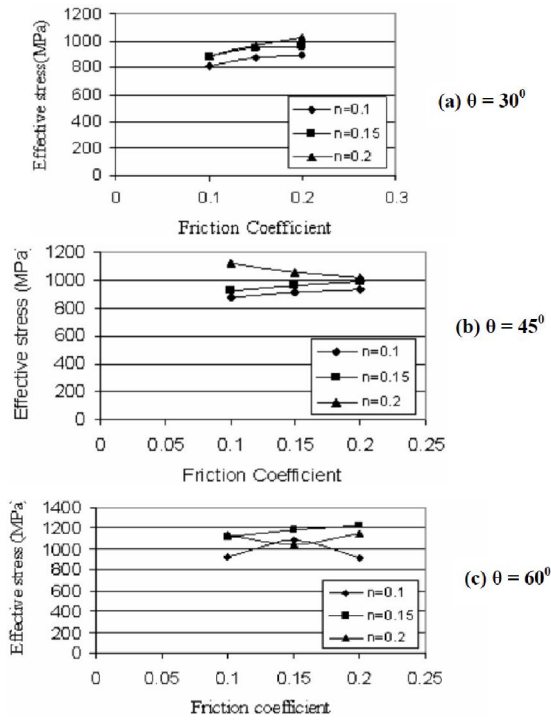 1200
1000
800
600
400
200
0
Effective stress(MPa)
n=0.1
n=0.15
n=0.2
0
0.1
0.2
0.3
Friction Coefficient
(a) θ = 30⁰
1200
1000
800
600
400
200
0
Effective stress (MPa)
n=0.1
n=0.15
n=0.2
0
0.05
0.1
0.15
0.2
0.25
Friction Coefficient
(b) θ = 45⁰
1400
1200
1000
800
600
400
200
0
Effective stress (MPa)
n=0.1
n=0.15
n=0.2
0
0.05
0.1
0.15
0.2
0.25
Friction coefficient
(c) θ = 60⁰